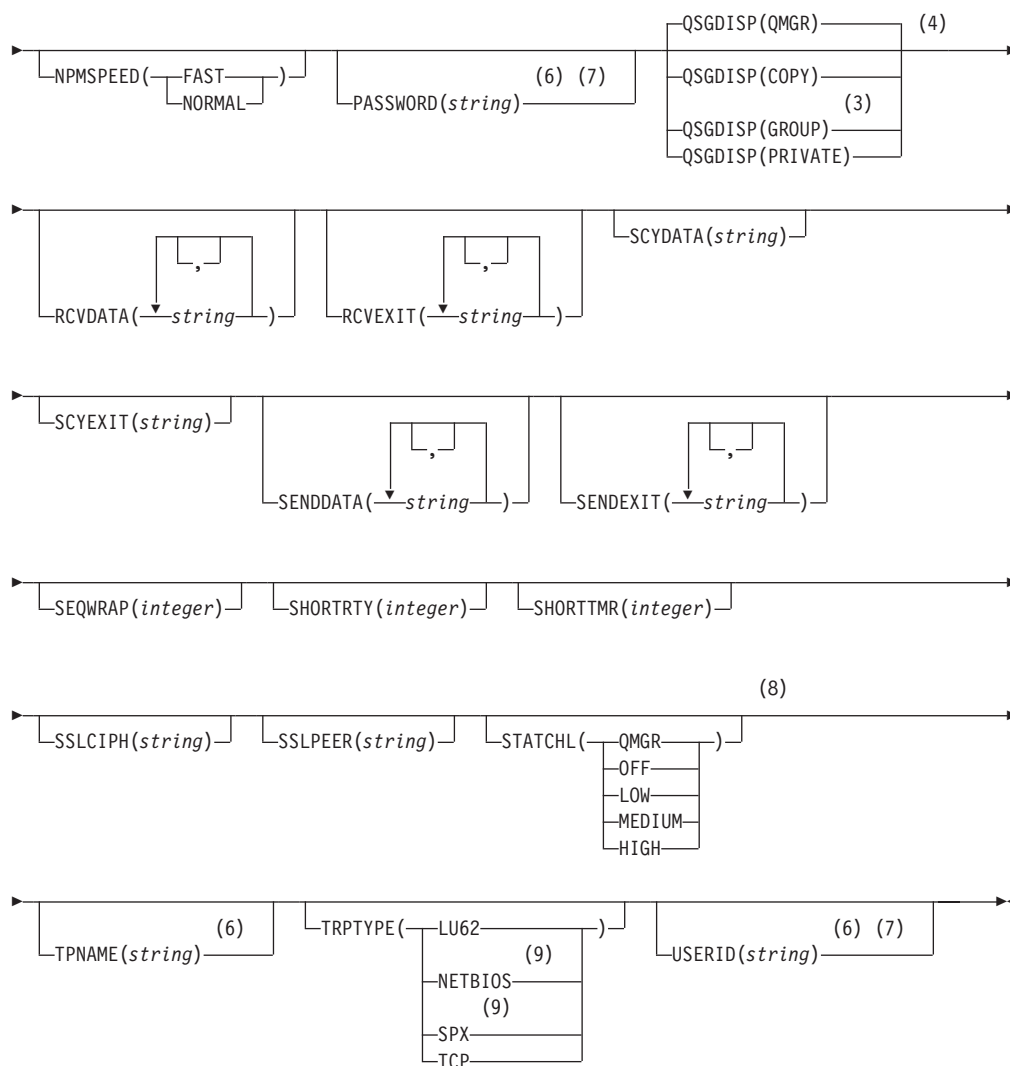 QSGDISP(QMGR) (4)
NPMSPEED( FAST )
NORMAL
PASSWORD(string) (6) (7)
QSGDISP(COPY)
(3)
QSGDISP(GROUP)
QSGDISP(PRIVATE)
RCVDATA( string , )
RCVEXIT( string , )
SCYDATA(string)
SCYEXIT(string)
SENDDATA( string , )
SENDEXIT( string , )
SEQWRAP(integer) SHORTRTY(integer) SHORTTMR(integer)
(8)
SSLCIPH(string) SSLPEER(string) STATCHL( QMGR )
OFF
LOW
MEDIUM
HIGH
TPNAME(string) (6)
TRPTYPE( LU62 )
(9)
NETBIOS
(9)
SPX
TCP
USERID(string) (6) (7)